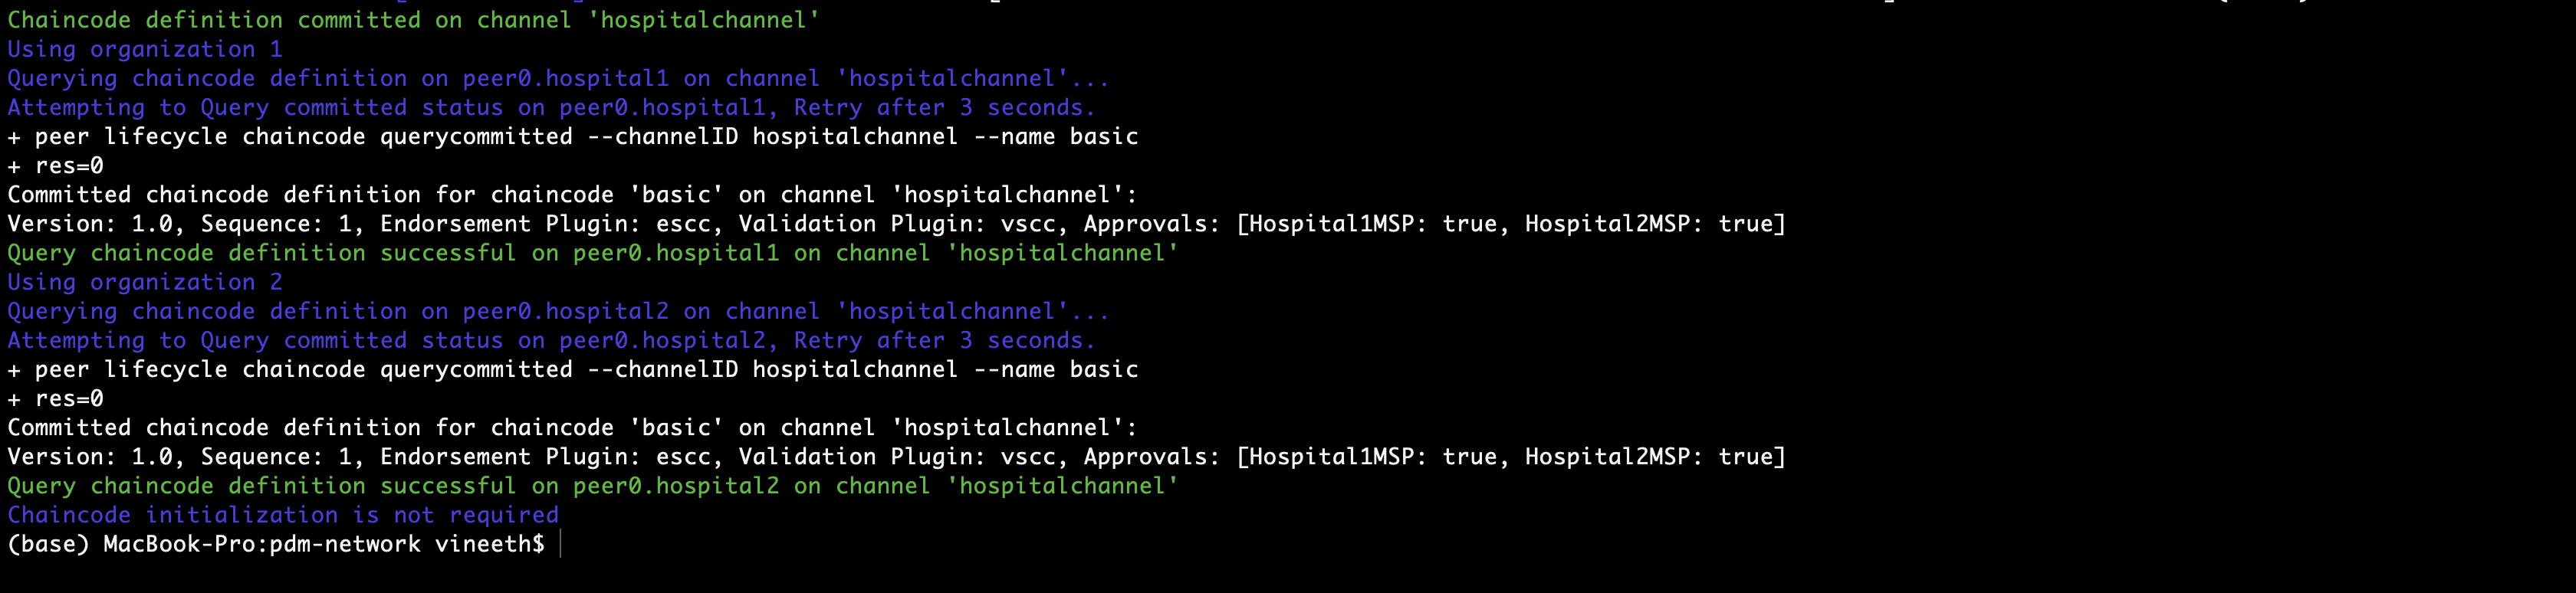 Chaincode definition committed on channel 'hospitalchannel'
Using organization 1
Querying chaincode definition on peer0.hospital1 on channel 'hospitalchannel'...
Attempting to Query committed status on peer0.hospital1, Retry after 3 seconds.
+ peer lifecycle chaincode querycommitted --channelID hospitalchannel --name basic
+ res=0
Committed chaincode definition for chaincode 'basic' on channel 'hospitalchannel':
Version: 1.0, Sequence: 1, Endorsement Plugin: escc, Validation Plugin: vscc, Approvals: [Hospital1MSP: true, Hospital2MSP: true]
Query chaincode definition successful on peer0.hospital1 on channel 'hospitalchannel'
Using organization 2
Querying chaincode definition on peer0.hospital2 on channel 'hospitalchannel'...
Attempting to Query committed status on peer0.hospital2, Retry after 3 seconds.
+ peer lifecycle chaincode querycommitted --channelID hospitalchannel --name basic
+ res=0
Committed chaincode definition for chaincode 'basic' on channel 'hospitalchannel':
Version: 1.0, Sequence: 1, Endorsement Plugin: escc, Validation Plugin: vscc, Approvals: [Hospital1MSP: true, Hospital2MSP: true]
Query chaincode definition successful on peer0.hospital2 on channel 'hospitalchannel'
Chaincode initialization is not required
(base) MacBook-Pro:pdm-network vineeth$